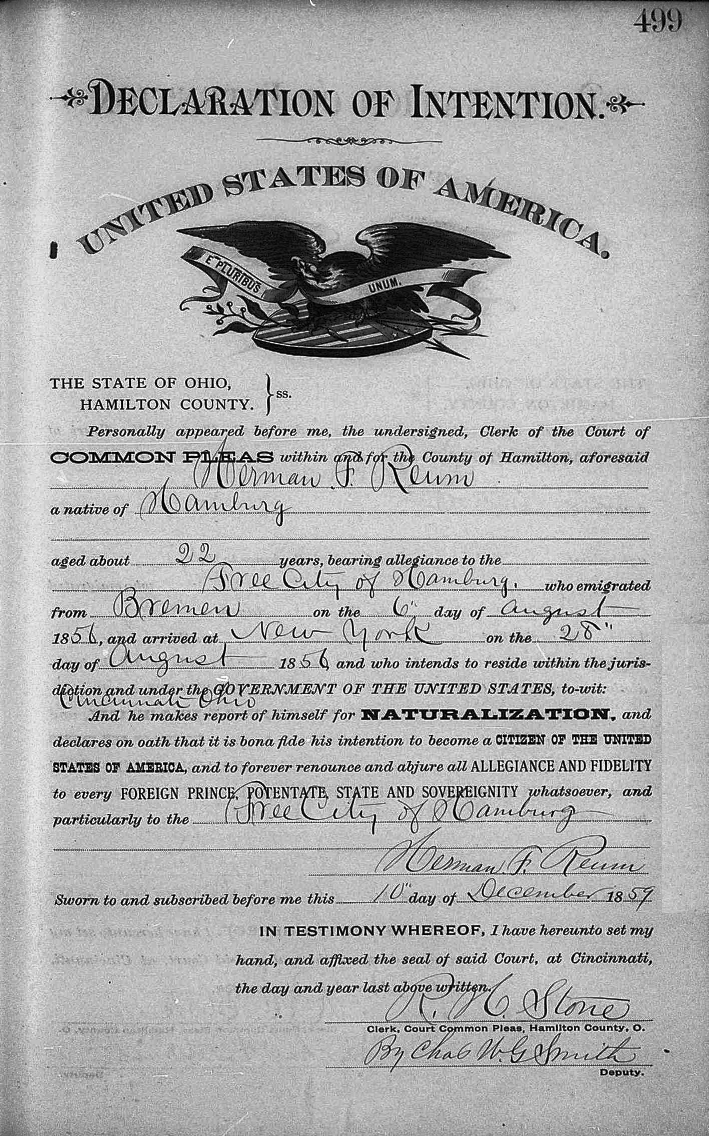 499
DECLARATION OF INTENTION.
UNITED STATES OF AMERICA.
E PLURIBUS UNUM.
THE STATE OF OHIO,
HAMILTON COUNTY. } ss.
Personally appeared before me, the undersigned, Clerk of the Court of
COMMON PLEAS within and for the County of Hamilton, aforesaid
Herman F. Reum
a native of Hamburg
aged about 22 years, bearing allegiance to the
Free City of Hamburg. who emigrated
from Bremen on the 6" day of August
1856, and arrived at New York on the 28"
day of August 1856 and who intends to reside within the juris-
diction and under the GOVERNMENT OF THE UNITED STATES, to-wit:
Cincinnati Ohio
And he makes report of himself for NATURALIZATION, and
declares on oath that it is bona fide his intention to become a CITIZEN OF THE UNITED
STATES OF AMERICA, and to forever renounce and abjure all ALLEGIANCE AND FIDELITY
to every FOREIGN PRINCE, POTENTATE, STATE AND SOVEREIGNITY whatsoever, and
particularly to the Free City of Hamburg
Herman F. Reum
Sworn to and subscribed before me this 10" day of December 1859
IN TESTIMONY WHEREOF, I have hereunto set my
hand, and affixed the seal of said Court, at Cincinnati,
the day and year last above written.
R. H. Stone
Clerk, Court Common Pleas, Hamilton County, O.
By Chas W. G Smith
Deputy.